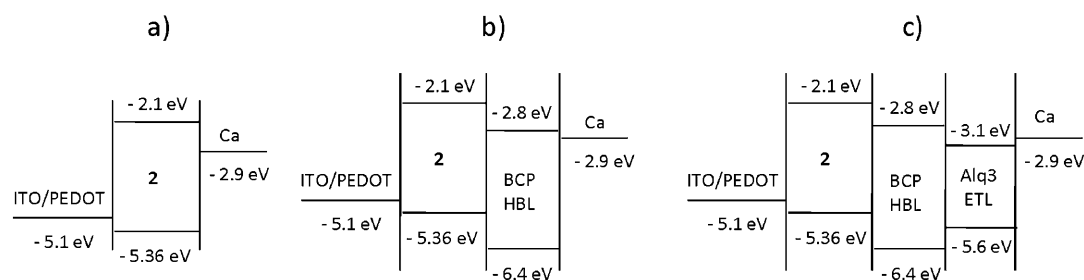 a)
- 2.1 eV
Ca
2
- 2.9 eV
ITO/PEDOT
- 5.1 eV
- 5.36 eV
b)
- 2.1 eV
- 2.8 eV
Ca
2
- 2.9 eV
ITO/PEDOT
BCP
HBL
- 5.1 eV
- 5.36 eV
- 6.4 eV
c)
- 2.1 eV
- 2.8 eV
- 3.1 eV
Ca
2
- 2.9 eV
ITO/PEDOT
BCP
HBL
Alq3
ETL
- 5.1 eV
- 5.36 eV
- 5.6 eV
- 6.4 eV